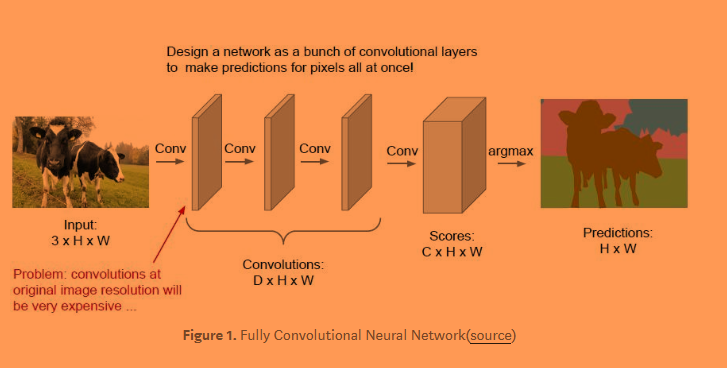 Design a network as a bunch of convolutional layers
to make predictions for pixels all at once!
Conv
Conv
Conv
Conv
argmax
Input:
3 x H x W
Scores:
C x H x W
Predictions:
H x W
Convolutions:
D x H x W
Problem: convolutions at
original image resolution will
be very expensive ...
Figure 1. Fully Convolutional Neural Network(source)